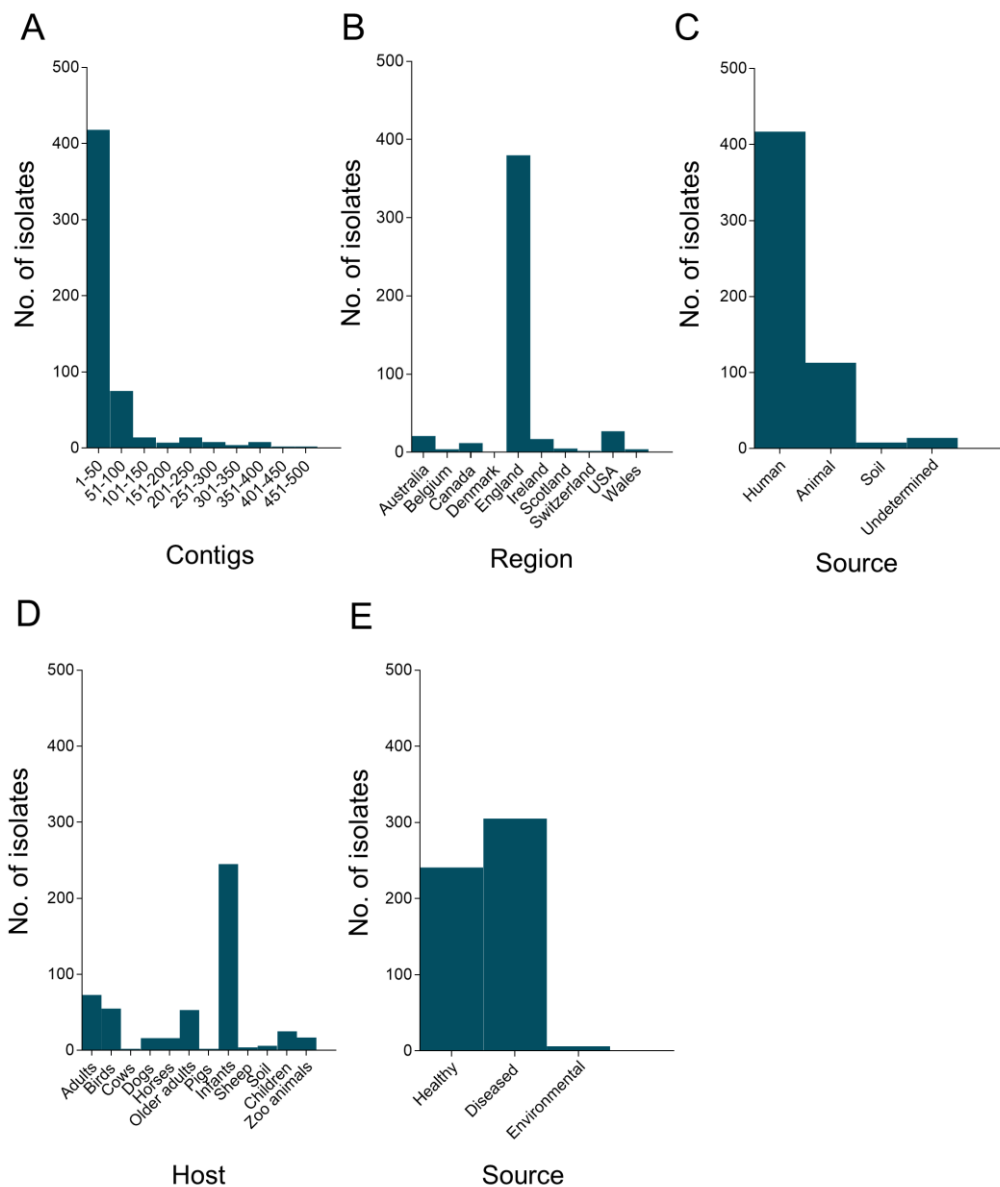 A
500
400
300
200
100
0
No. of isolates
1-50
51-100
101-150
151-200
201-250
251-300
301-350
351-400
401-450
451-500
Contigs
B
500
400
300
200
100
0
No. of isolates
Australia
Belgium
Canada
Denmark
England
Ireland
Scotland
Switzerland
USA
Wales
Region
C
500
400
300
200
100
0
No. of isolates
Human
Animal
Soil
Undetermined
Source
D
500
400
300
200
100
0
No. of isolates
Adults
Birds
Cows
Dogs
Horses
Older adults
Pigs
Infants
Sheep
Soil
Children
Zoo animals
Host
E
500
400
300
200
100
0
No. of isolates
Healthy
Diseased
Environmental
Source